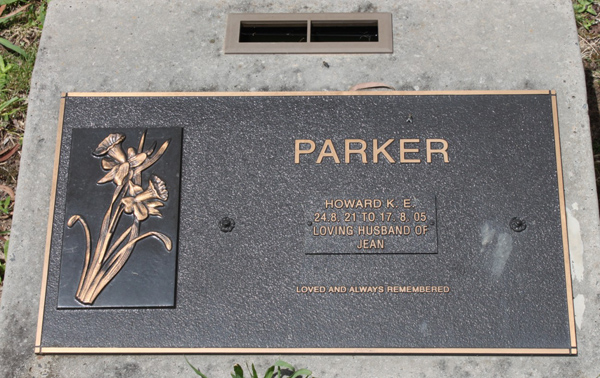 PARKER
HOWARD K. E.
24.8. 21 TO 17. 8. 05
LOVING HUSBAND OF
JEAN
LOVED AND ALWAYS REMEMBERED